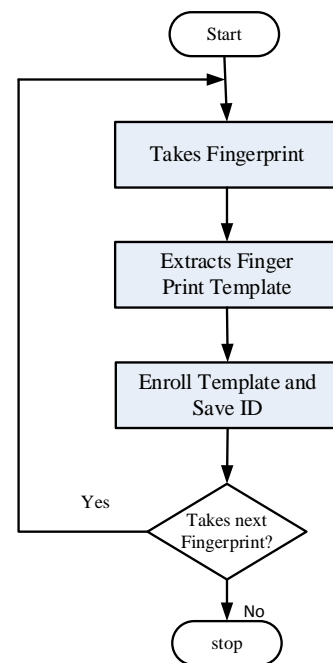 Start
Takes Fingerprint
Extracts Finger
Print Template
Enroll Template and
Save ID
Yes
Takes next
Fingerprint?
No
stop